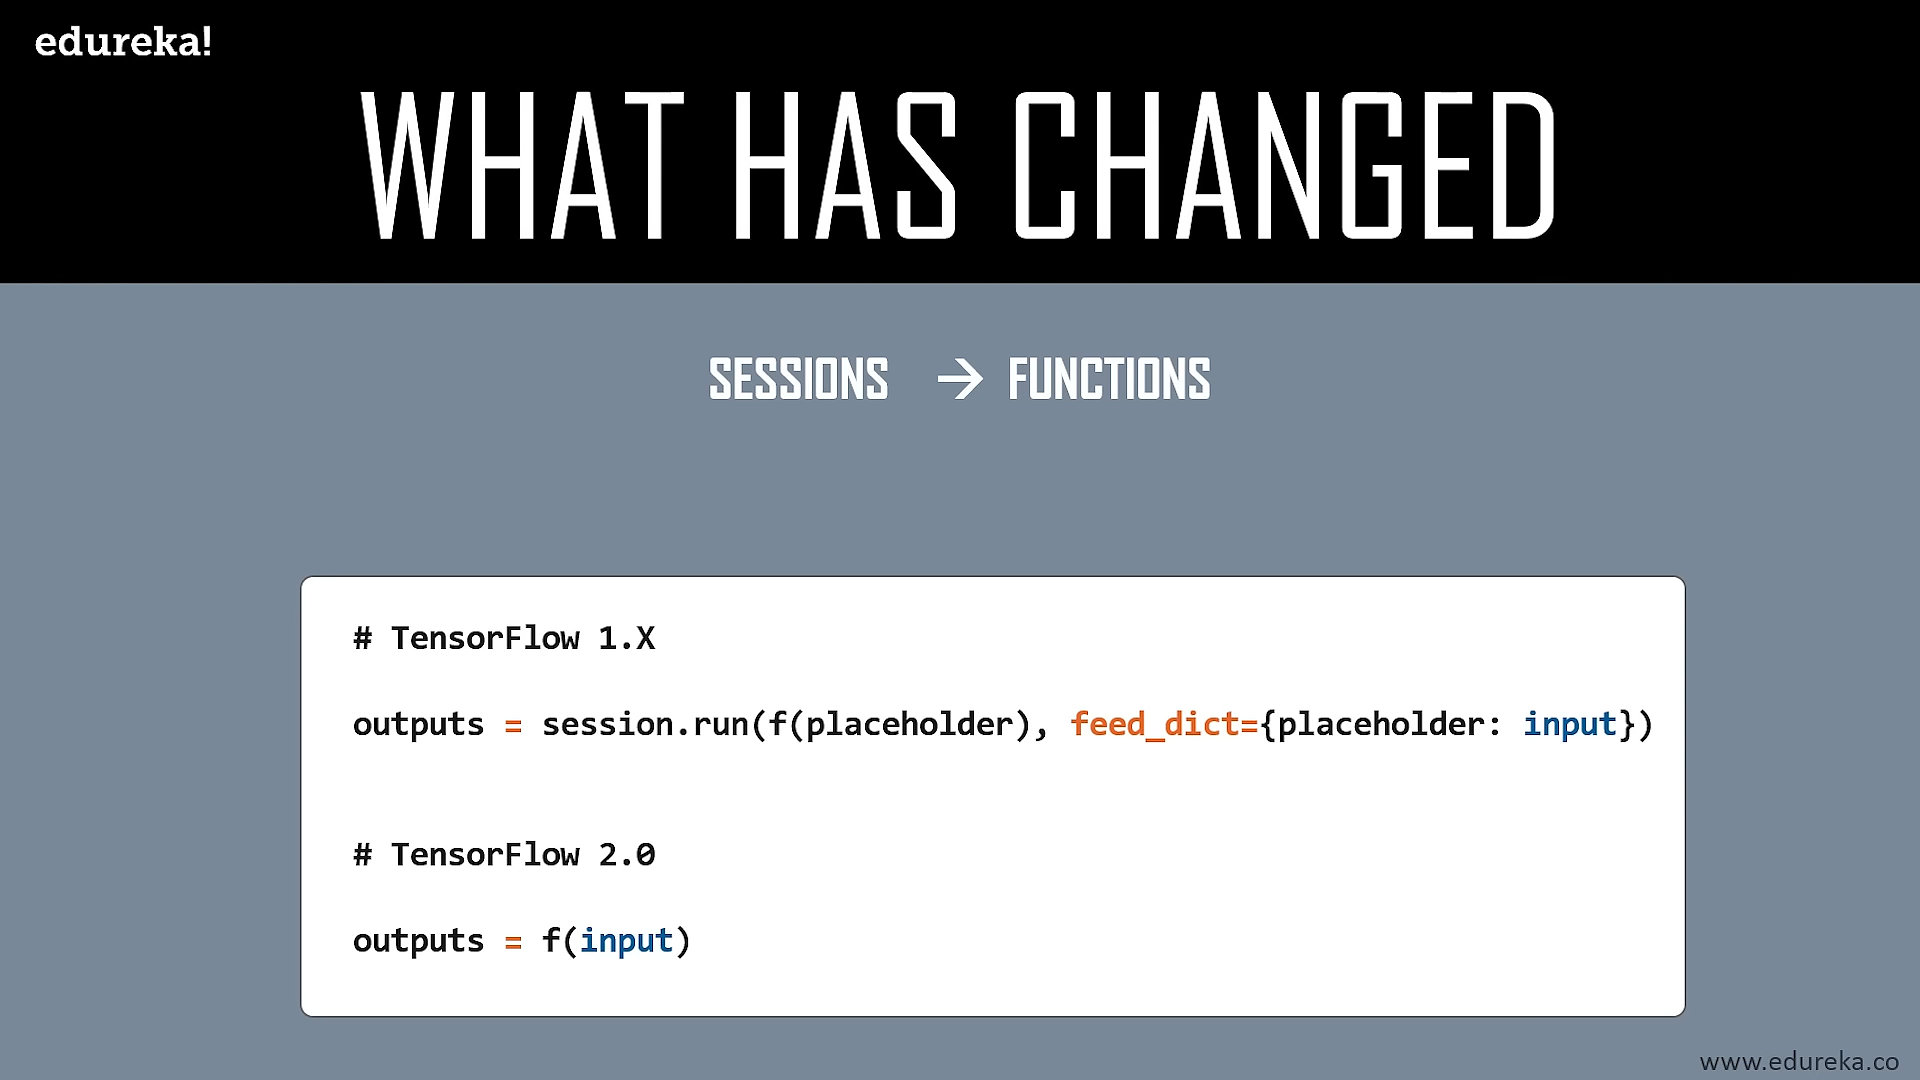 edureka!
WHAT HAS CHANGED
SESSIONS → FUNCTIONS
# TensorFlow 1.X
outputs = session.run(f(placeholder), feed_dict={placeholder: input})
# TensorFlow 2.0
outputs = f(input)
www.edureka.co